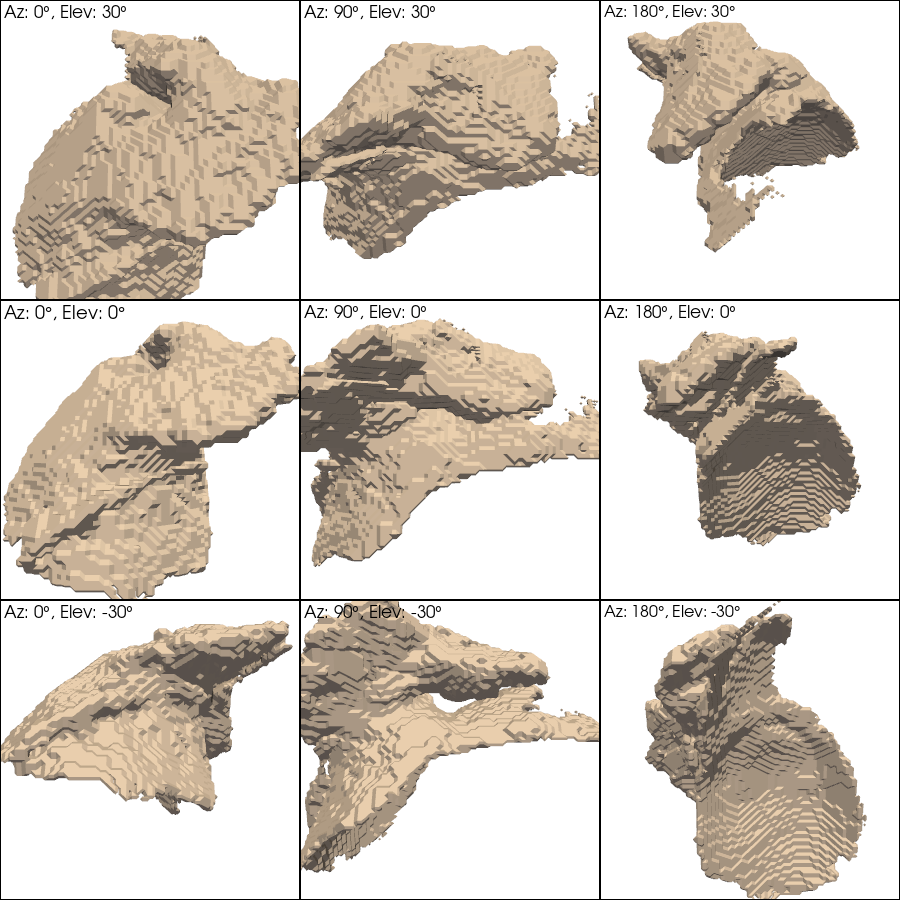 Az: 0°, Elev: 30°
Az: 90°, Elev: 30°
Az: 180°, Elev: 30°
Az: 0°, Elev: 0°
Az: 90°, Elev: 0°
Az: 180°, Elev: 0°
Az: 0°, Elev: -30°
Az: 90°, Elev: -30°
Az: 180°, Elev: -30°